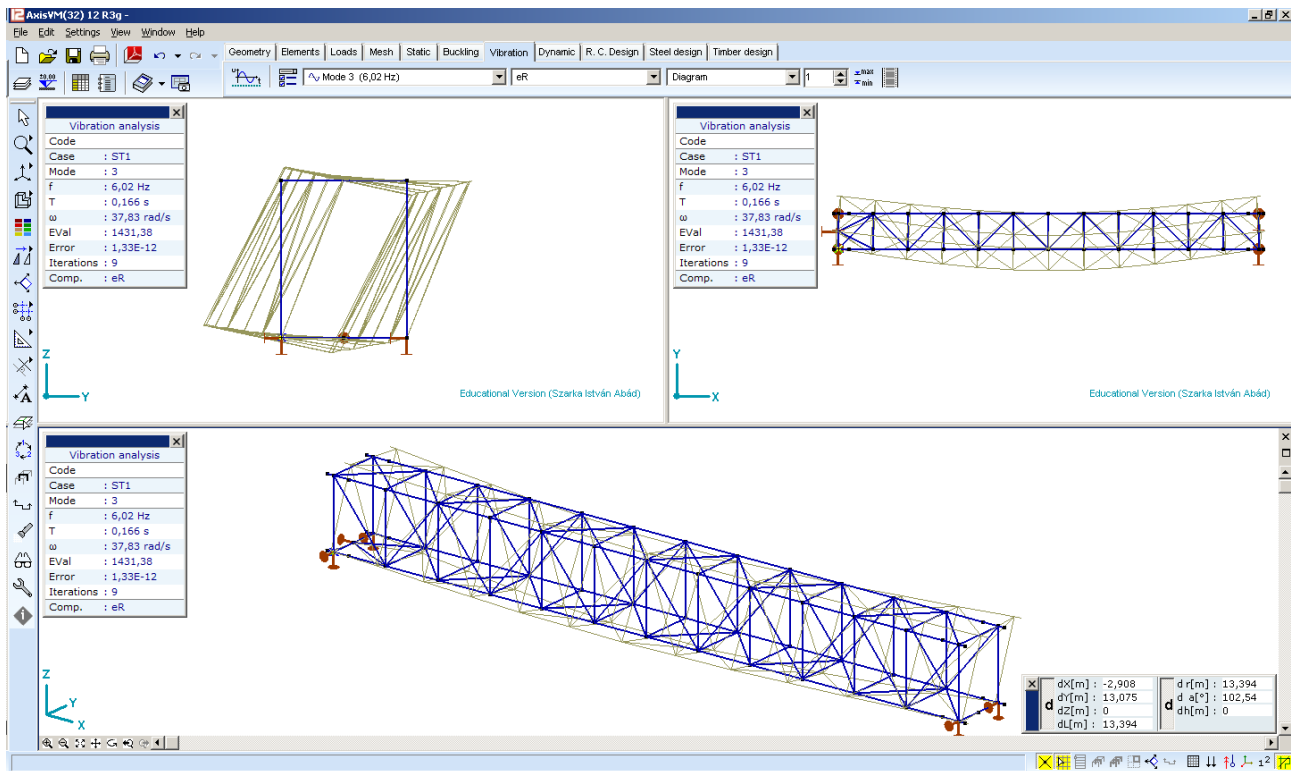 AxisVM(32) 12 R3g -
File Edit Settings View Window Help
Geometry Elements Loads Mesh Static Buckling Vibration Dynamic R. C. Design Steel design Timber design
Mode 3 (6,02 Hz) eR Diagram 1 max
min
Vibration analysis
Code
Case : ST1
Mode : 3
f : 6,02 Hz
T : 0,166 s
ω : 37,83 rad/s
EVal : 1431,38
Error : 1,33E-12
Iterations : 9
Comp. : eR
Z
Y
Educational Version (Szarka István Abád)
Vibration analysis
Code
Case : ST1
Mode : 3
f : 6,02 Hz
T : 0,166 s
ω : 37,83 rad/s
EVal : 1431,38
Error : 1,33E-12
Iterations : 9
Comp. : eR
Y
X
Educational Version (Szarka István Abád)
Vibration analysis
Code
Case : ST1
Mode : 3
f : 6,02 Hz
T : 0,166 s
ω : 37,83 rad/s
EVal : 1431,38
Error : 1,33E-12
Iterations : 9
Comp. : eR
Z
Y
X
d
dX[m] : -2,908
dY[m] : 13,075
dZ[m] : 0
dL[m] : 13,394
d
d r[m] : 13,394
d a[°] : 102,54
dh[m] : 0